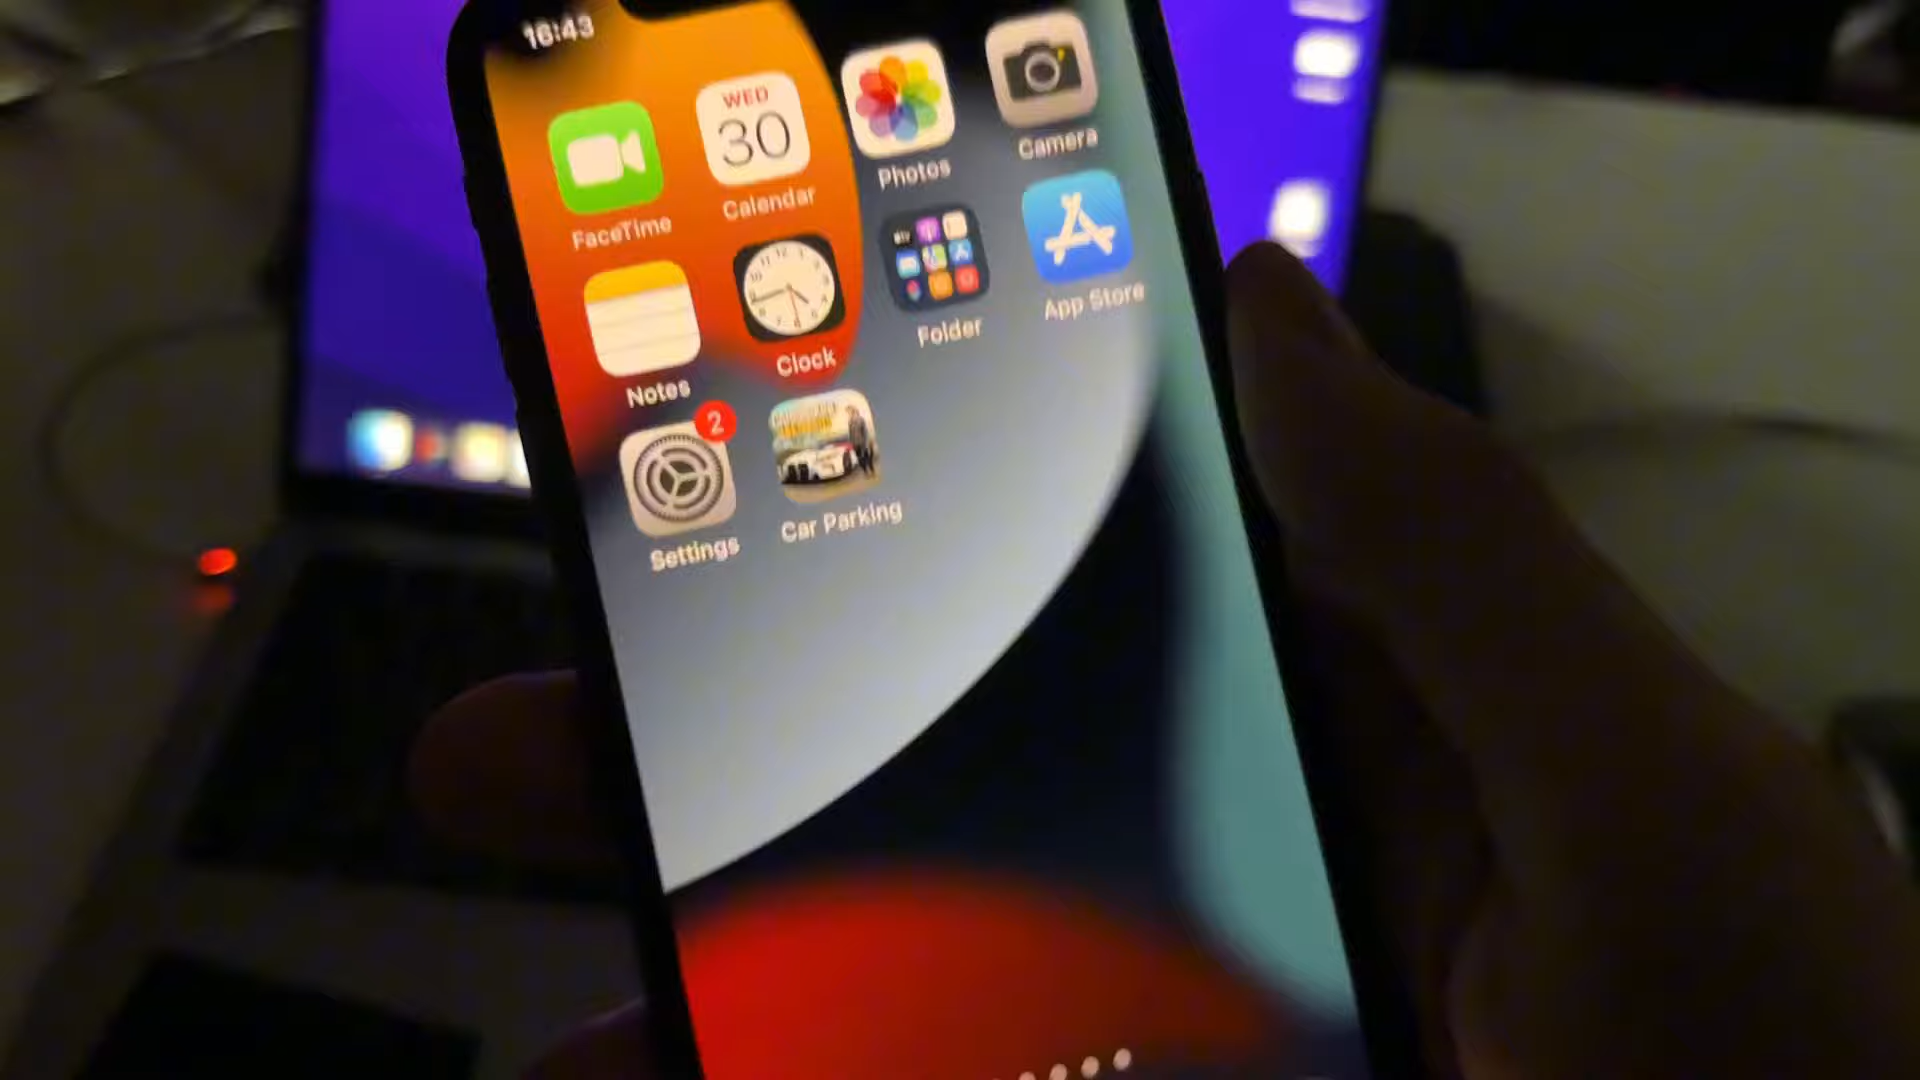 16:43
WED
30
FaceTime
Calendar
Photos
Camera
Notes
Clock
Folder
App Store
2
Settings
Car Parking